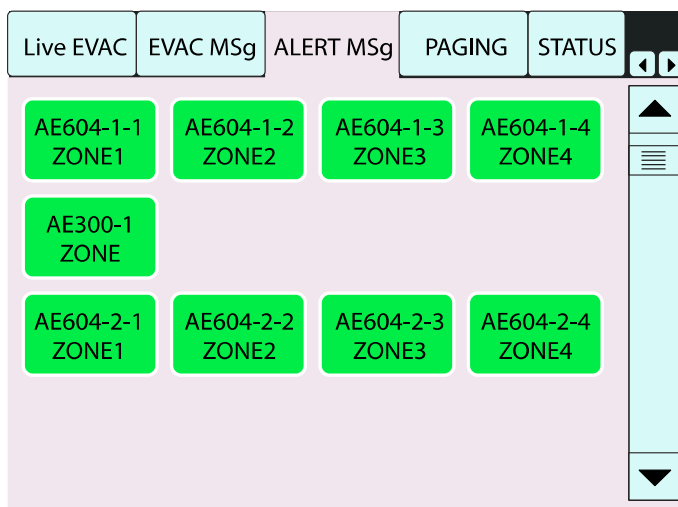 Live EVAC EVAC MSg ALERT MSg PAGING STATUS
AE604-1-1 AE604-1-2 AE604-1-3 AE604-1-4
ZONE1 ZONE2 ZONE3 ZONE4
AE300-1
ZONE
AE604-2-1 AE604-2-2 AE604-2-3 AE604-2-4
ZONE1 ZONE2 ZONE3 ZONE4